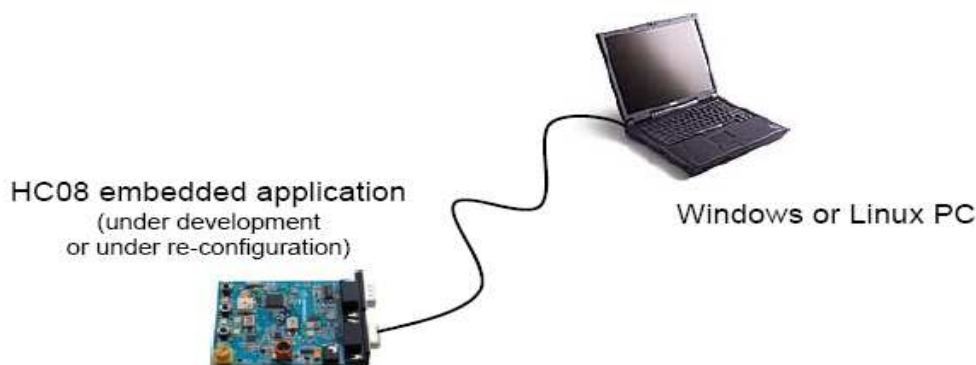 HC08 embedded application
(under development
or under re-configuration)
Windows or Linux PC